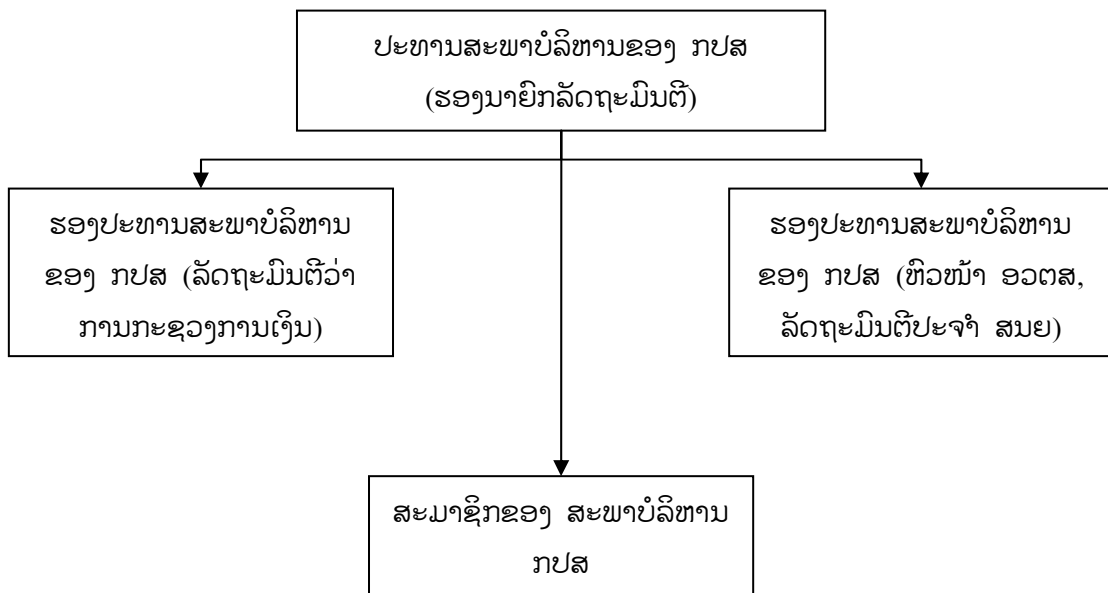 ປະທານສະພາບໍລິຫານຂອງ ກປສ
(ຮອງນາຍົກລັດຖະມົນຕີ)
ຮອງປະທານສະພາບໍລິຫານ
ຂອງ ກປສ (ລັດຖະມົນຕີວ່າ
ການກະຊວງການເງິນ)
ຮອງປະທານສະພາບໍລິຫານ
ຂອງ ກປສ (ຫົວໜ້າ ອວຕສ,
ລັດຖະມົນຕີປະຈຳ ສນຍ)
ສະມາຊິກຂອງ ສະພາບໍລິຫານ
ກປສ